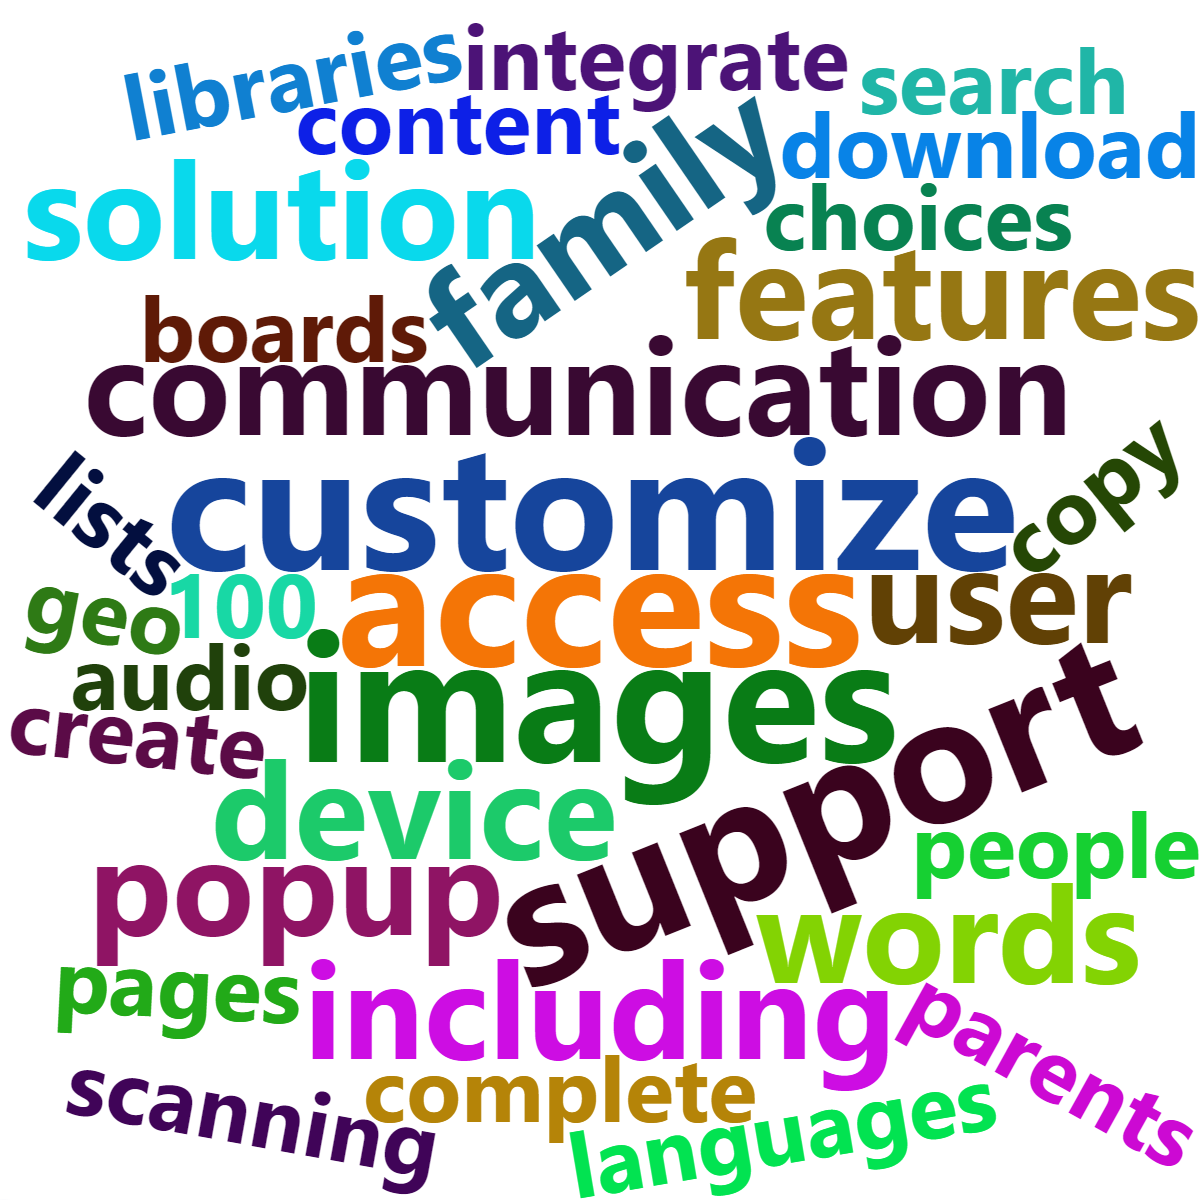 libraries
integrate
search
content
family
download
solution
choices
features
boards
communication
lists
customize
copy
geo
100
access
user
audio
images
create
support
device
people
popup
words
pages
including
parents
scanning
complete
languages